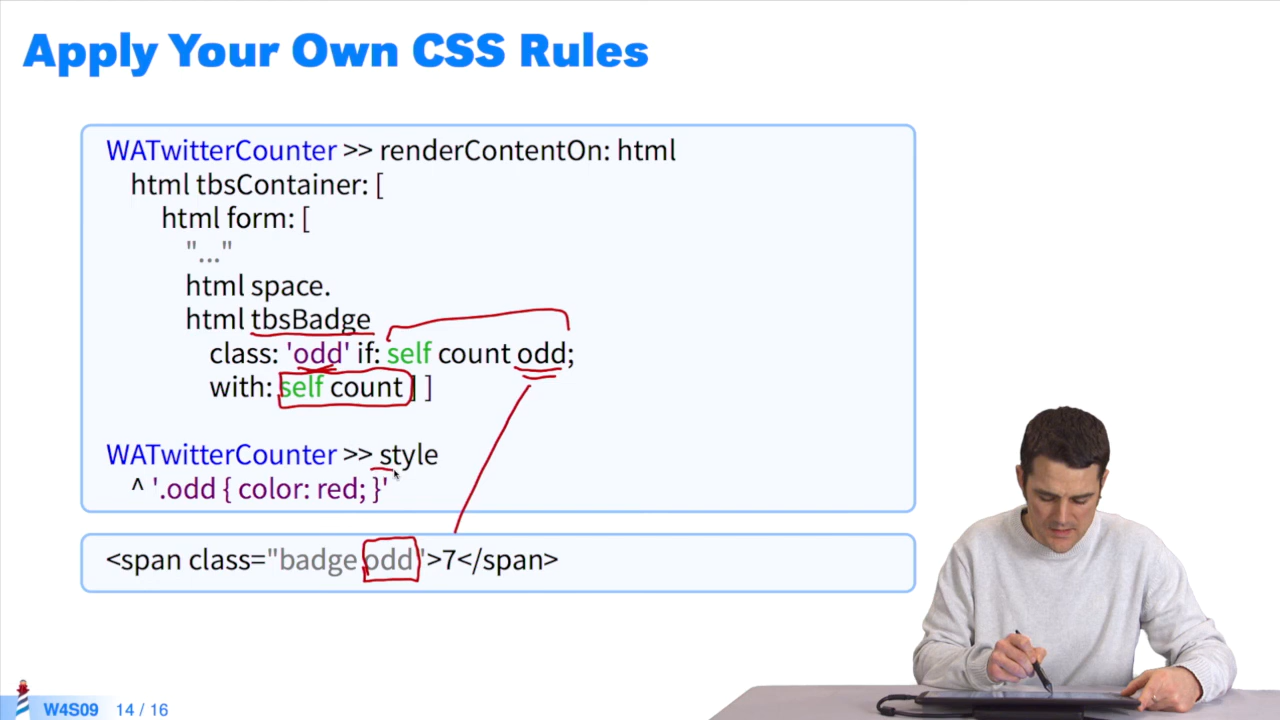 Apply Your Own CSS Rules
WATwitterCounter >> renderContentOn: html
html tbsContainer: [
html form: [
"..."
html space.
html tbsBadge
class: 'odd' if: self count odd;
with: self count ] ]
WATwitterCounter >> style
^ '.odd { color: red; }'
<span class="badge odd">7</span>
W4S09 14 / 16